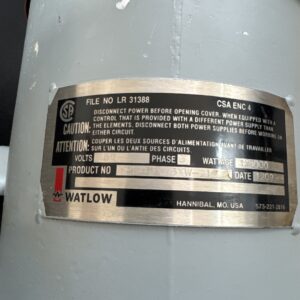 FILE NO LR 31388 CSA ENC 4
CAUTION: DISCONNECT POWER BEFORE OPENING COVER. WHEN EQUIPPED WITH A
CONTROL THAT IS PROVIDED WITH A DIFFERENT POWER SUPPLY THAN
THE ELEMENTS. DISCONNECT BOTH POWER SUPPLIES BEFORE WORKING ON
EITHER CIRCUIT
ATTENTION: COUPER LES DEUX SOURCES D'ALIMENTATION AVANT DE TRAVAILLER
SUR L'UN OU L'ANTIE DES CIRCUITS
VOLTS PHASE WATTAGE
PRODUCT NO DATE
WATLOW
HANNIBAL, MO. USA